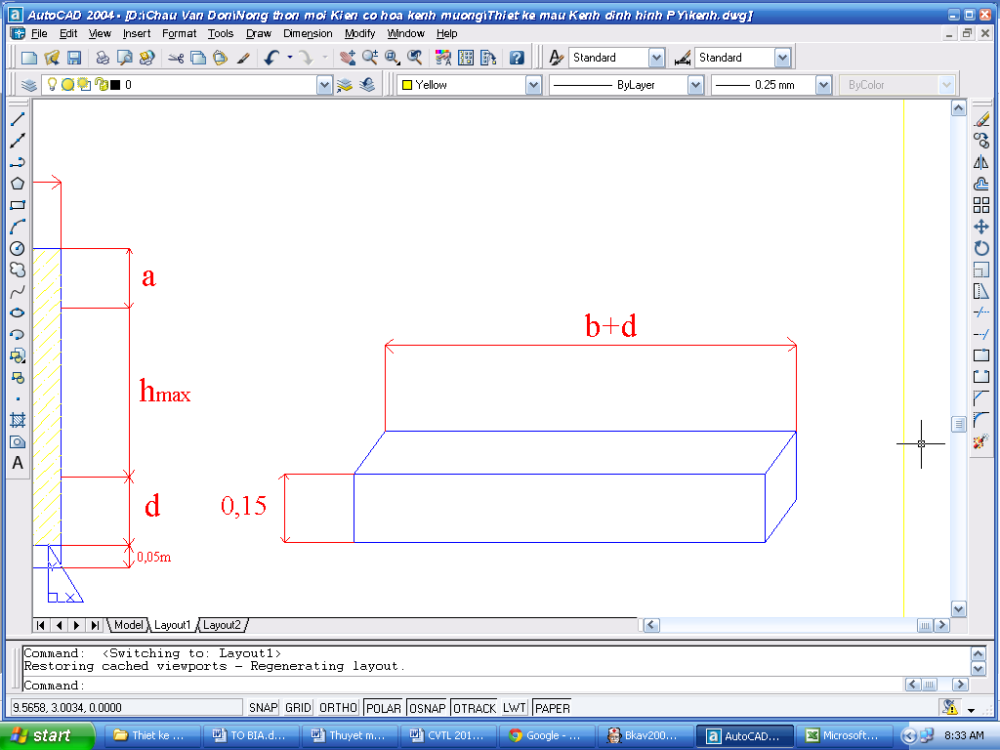 AutoCAD 2004 - [D:\Chau Van Don\Nong thon moi Kien co hoa kenh muong\Thiet ke mau Kenh dinh hinh PY\kenh.dwg]
File Edit View Insert Format Tools Draw Dimension Modify Window Help
Standard Standard
0 Yellow ByLayer 0.25 mm ByColor
a
b+d
hmax
d
0,15
0,05m
A
Model Layout1 Layout2
Command: <Switching to: Layout1>
Restoring cached viewports - Regenerating layout.
Command:
9.5658, 3.0034, 0.0000 SNAP GRID ORTHO POLAR OSNAP OTRACK LWT PAPER
start Thiet ke ... TO BIA.d... Thuyet m... CVTL 201... Google - ... Bkav200... AutoCAD... Microsoft... 8:33 AM